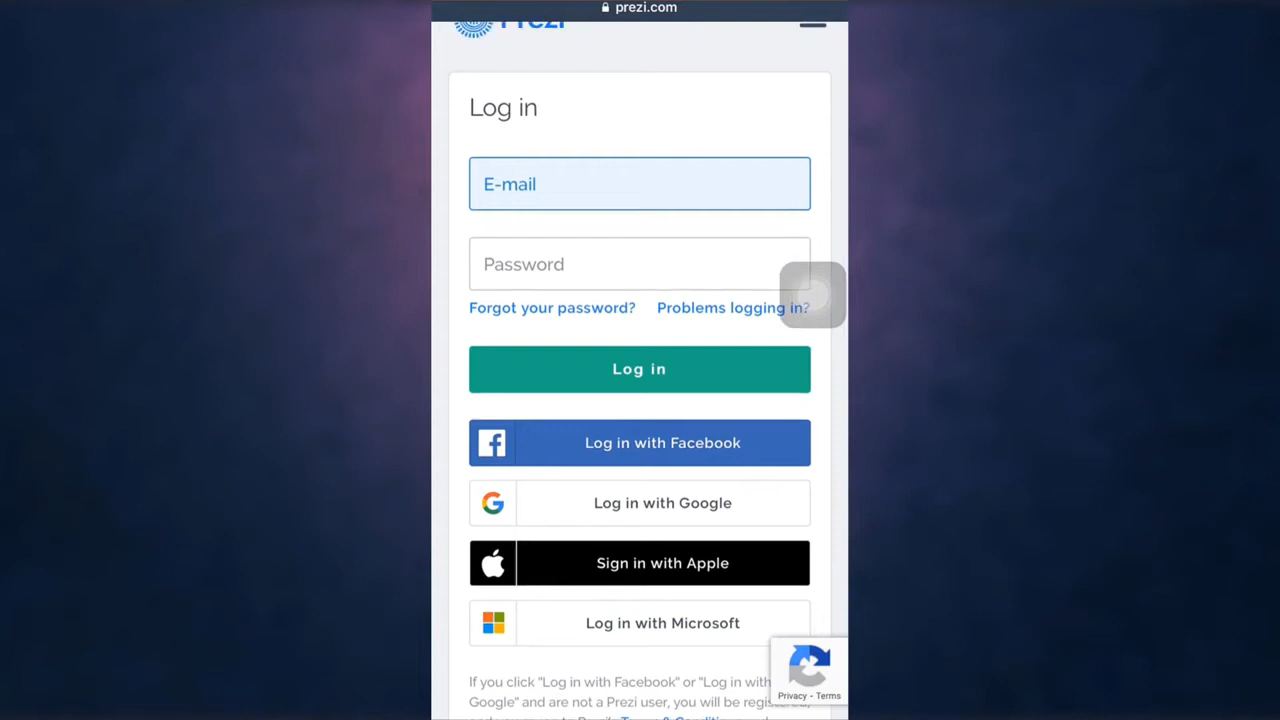 prezi.com
Prezi
Log in
E-mail
Password
Forgot your password? Problems logging in?
Log in
Log in with Facebook
Log in with Google
Sign in with Apple
Log in with Microsoft
If you click "Log in with Facebook" or "Log in with
Google" and are not a Prezi user, you will be registered,
Privacy - Terms